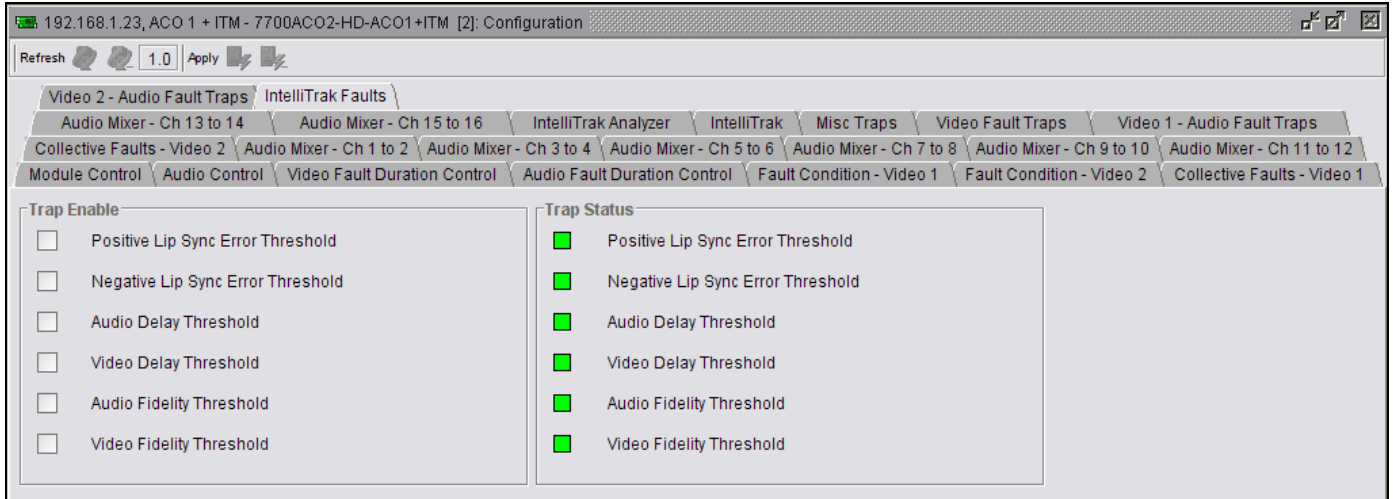 192.168.1.23, ACO 1 + ITM - 7700ACO2-HD-ACO1+ITM [2]: Configuration
Refresh 1.0 Apply
Video 2 - Audio Fault Traps IntelliTrak Faults
Audio Mixer - Ch 13 to 14 Audio Mixer - Ch 15 to 16 IntelliTrak Analyzer IntelliTrak Misc Traps Video Fault Traps Video 1 - Audio Fault Traps
Collective Faults - Video 2 Audio Mixer - Ch 1 to 2 Audio Mixer - Ch 3 to 4 Audio Mixer - Ch 5 to 6 Audio Mixer - Ch 7 to 8 Audio Mixer - Ch 9 to 10 Audio Mixer - Ch 11 to 12
Module Control Audio Control Video Fault Duration Control Audio Fault Duration Control Fault Condition - Video 1 Fault Condition - Video 2 Collective Faults - Video 1
Trap Enable
Positive Lip Sync Error Threshold
Negative Lip Sync Error Threshold
Audio Delay Threshold
Video Delay Threshold
Audio Fidelity Threshold
Video Fidelity Threshold
Trap Status
Positive Lip Sync Error Threshold
Negative Lip Sync Error Threshold
Audio Delay Threshold
Video Delay Threshold
Audio Fidelity Threshold
Video Fidelity Threshold